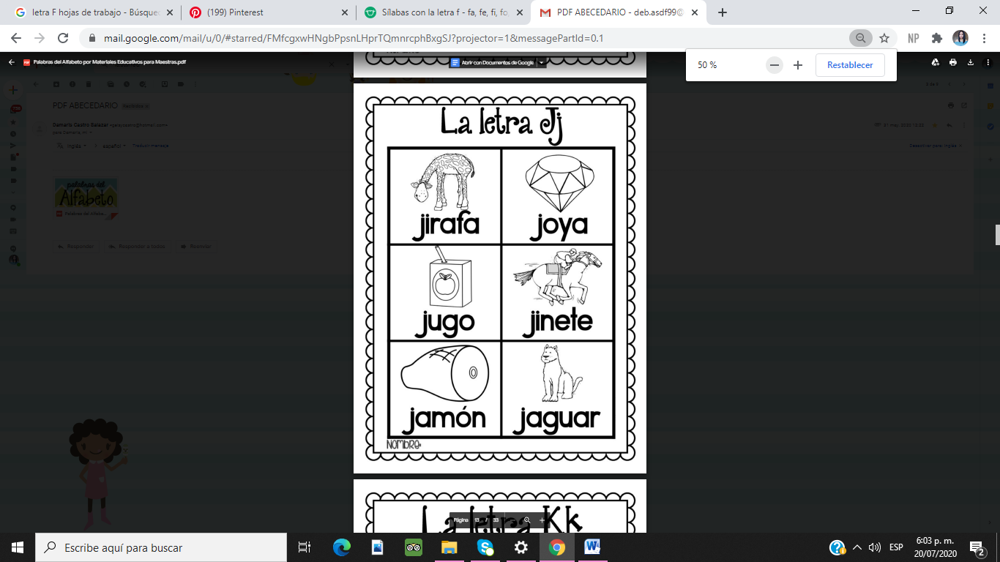 letra F hojas de trabajo - Búsque
(199) Pinterest
Sílabas con la letra f - fa, fe, fi, fo,
PDF ABECEDARIO - deb.asdf99@
mail.google.com/mail/u/0/#starred/FMfcgxwHNgbPpsnLHprTQmnrcphBxgSJ?projector=1&messagePartId=0.1
NP
50 %
Restablecer
PDF
Palabras del Alfabeto por Materiales Educativos para Maestras.pdf
Abrir con Documentos de Google
PDF ABECEDARIO
Damaris Castro Salazar
para Damaris
inglés
español
Traducir mensaje
Desactivar para: inglés
palabras del
Alfabeto
Palabras del Alfabe...
Responder
Responder a todos
Reenviar
La letra Jj
jirafa
joya
jugo
jinete
jamón
jaguar
Nombre:
La letra Kk
Página 13 / 33
Escribe aquí para buscar
ESP
6:03 p. m.
20/07/2020
2